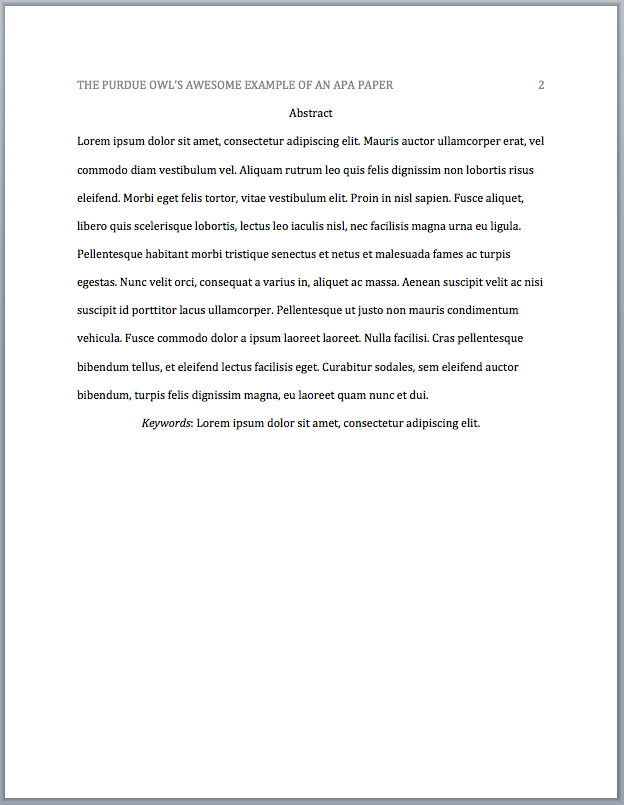 THE PURDUE OWL'S AWESOME EXAMPLE OF AN APA PAPER 2
Abstract
Lorem ipsum dolor sit amet, consectetur adipiscing elit. Mauris auctor ullamcorper erat, vel
commodo diam vestibulum vel. Aliquam rutrum leo quis felis dignissim non lobortis risus
eleifend. Morbi eget felis tortor, vitae vestibulum elit. Proin in nisl sapien. Fusce aliquet,
libero quis scelerisque lobortis, lectus leo iaculis nisl, nec facilisis magna urna eu ligula.
Pellentesque habitant morbi tristique senectus et netus et malesuada fames ac turpis
egestas. Nunc velit orci, consequat a varius in, aliquet ac massa. Aenean suscipit velit ac nisi
suscipit id porttitor lacus ullamcorper. Pellentesque ut justo non mauris condimentum
vehicula. Fusce commodo dolor a ipsum laoreet laoreet. Nulla facilisi. Cras pellentesque
bibendum tellus, et eleifend lectus facilisis eget. Curabitur sodales, sem eleifend auctor
bibendum, turpis felis dignissim magna, eu laoreet quam nunc et dui.
Keywords: Lorem ipsum dolor sit amet, consectetur adipiscing elit.